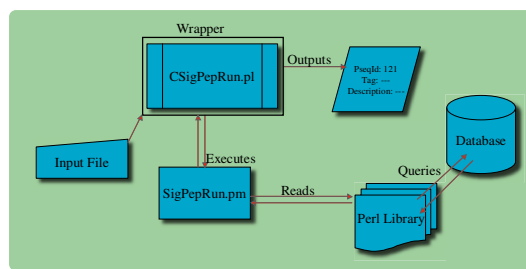 Wrapper
CSigPepRun.pl
Outputs
PseqId: 121
Tag: ---
Description: ---
Input File
Executes
SigPepRun.pm
Reads
Perl Library
Queries
Database